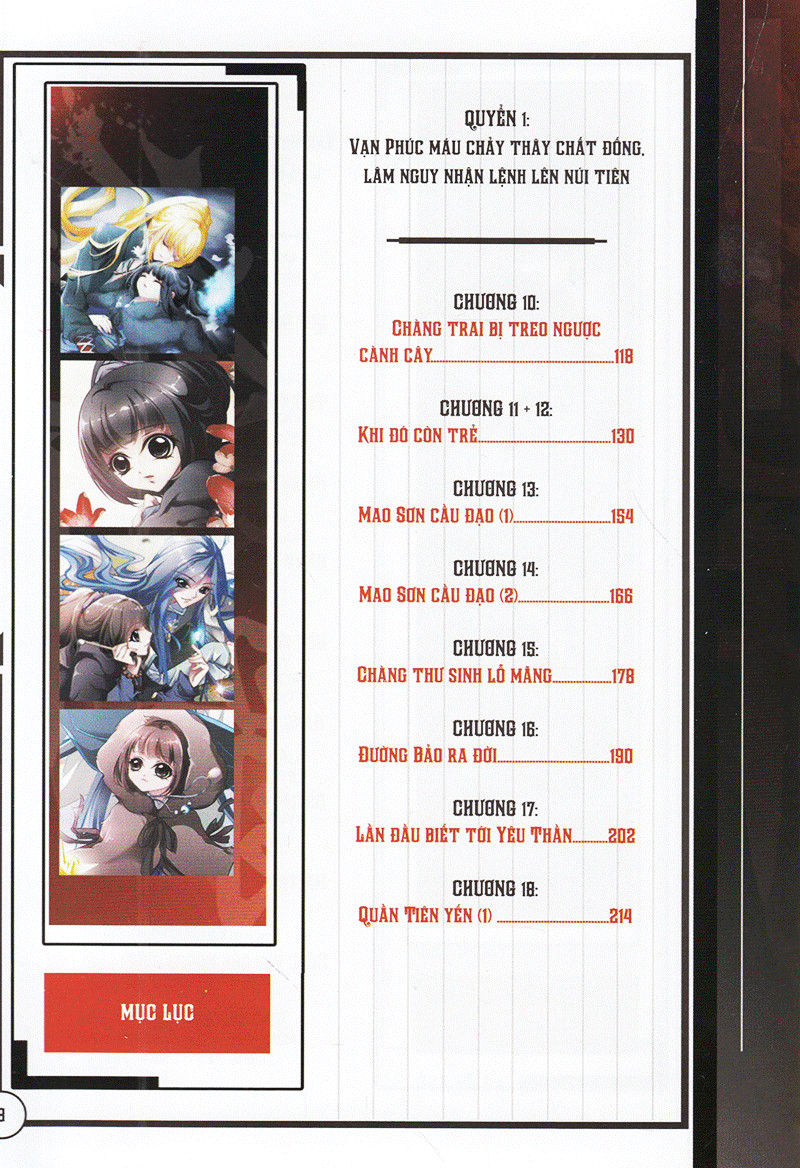 QUYỂN 1:
VẠN PHÚC MÁU CHẢY THÂY CHẤT ĐỐNG,
LÂM NGUY NHẬN LỆNH LÊN NÚI TIÊN
CHƯƠNG 10:
CHÀNG TRAI BỊ TREO NGƯỢC
CÀNH CÂY....................118
CHƯƠNG 11 + 12:
KHI ĐÓ CÒN TRẺ....................130
CHƯƠNG 13:
MAO SƠN CẦU ĐẠO (1)....................154
CHƯƠNG 14:
MAO SƠN CẦU ĐẠO (2)....................166
CHƯƠNG 15:
CHÀNG THƯ SINH LỖ MÃNG....................178
CHƯƠNG 16:
ĐƯỜNG BẢO RA ĐỜI....................190
CHƯƠNG 17:
LẦN ĐẦU BIẾT TỚI YÊU THẦN....................202
CHƯƠNG 18:
QUẦN TIÊN YẾN (1) ....................214
MỤC LỤC